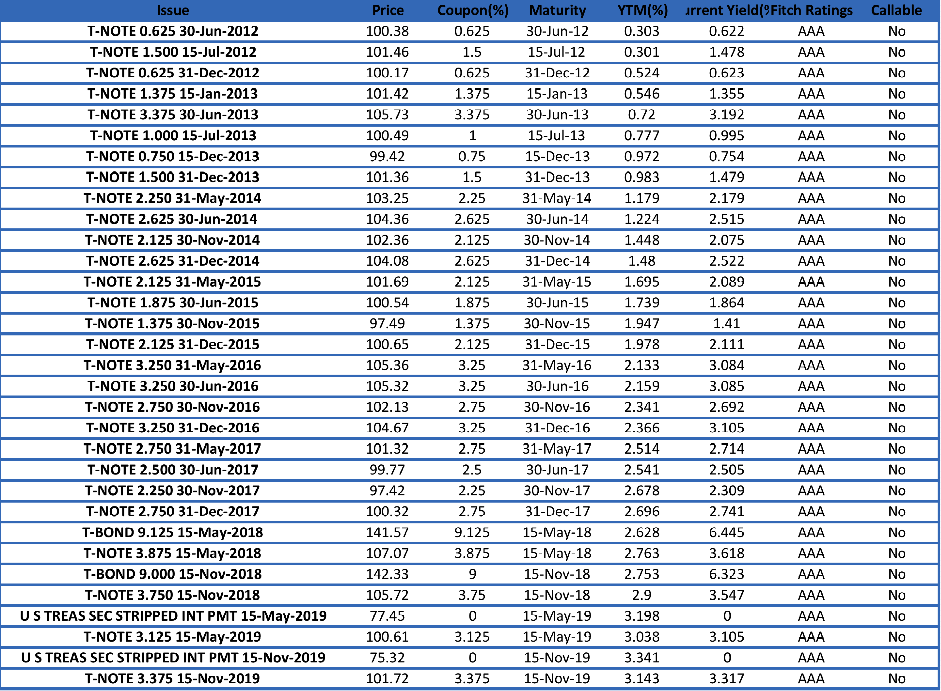 Issue Price Coupon(%) Maturity YTM(%) urrent Yield(% Fitch Ratings Callable
T-NOTE 0.625 30-Jun-2012 100.38 0.625 30-Jun-12 0.303 0.622 AAA No
T-NOTE 1.500 15-Jul-2012 101.46 1.5 15-Jul-12 0.301 1.478 AAA No
T-NOTE 0.625 31-Dec-2012 100.17 0.625 31-Dec-12 0.524 0.623 AAA No
T-NOTE 1.375 15-Jan-2013 101.42 1.375 15-Jan-13 0.546 1.355 AAA No
T-NOTE 3.375 30-Jun-2013 105.73 3.375 30-Jun-13 0.72 3.192 AAA No
T-NOTE 1.000 15-Jul-2013 100.49 1 15-Jul-13 0.777 0.995 AAA No
T-NOTE 0.750 15-Dec-2013 99.42 0.75 15-Dec-13 0.972 0.754 AAA No
T-NOTE 1.500 31-Dec-2013 101.36 1.5 31-Dec-13 0.983 1.479 AAA No
T-NOTE 2.250 31-May-2014 103.25 2.25 31-May-14 1.179 2.179 AAA No
T-NOTE 2.625 30-Jun-2014 104.36 2.625 30-Jun-14 1.224 2.515 AAA No
T-NOTE 2.125 30-Nov-2014 102.36 2.125 30-Nov-14 1.448 2.075 AAA No
T-NOTE 2.625 31-Dec-2014 104.08 2.625 31-Dec-14 1.48 2.522 AAA No
T-NOTE 2.125 31-May-2015 101.69 2.125 31-May-15 1.695 2.089 AAA No
T-NOTE 1.875 30-Jun-2015 100.54 1.875 30-Jun-15 1.739 1.864 AAA No
T-NOTE 1.375 30-Nov-2015 97.49 1.375 30-Nov-15 1.947 1.41 AAA No
T-NOTE 2.125 31-Dec-2015 100.65 2.125 31-Dec-15 1.978 2.111 AAA No
T-NOTE 3.250 31-May-2016 105.36 3.25 31-May-16 2.133 3.084 AAA No
T-NOTE 3.250 30-Jun-2016 105.32 3.25 30-Jun-16 2.159 3.085 AAA No
T-NOTE 2.750 30-Nov-2016 102.13 2.75 30-Nov-16 2.341 2.692 AAA No
T-NOTE 3.250 31-Dec-2016 104.67 3.25 31-Dec-16 2.366 3.105 AAA No
T-NOTE 2.750 31-May-2017 101.32 2.75 31-May-17 2.514 2.714 AAA No
T-NOTE 2.500 30-Jun-2017 99.77 2.5 30-Jun-17 2.541 2.505 AAA No
T-NOTE 2.250 30-Nov-2017 97.42 2.25 30-Nov-17 2.678 2.309 AAA No
T-NOTE 2.750 31-Dec-2017 100.32 2.75 31-Dec-17 2.696 2.741 AAA No
T-BOND 9.125 15-May-2018 141.57 9.125 15-May-18 2.628 6.445 AAA No
T-NOTE 3.875 15-May-2018 107.07 3.875 15-May-18 2.763 3.618 AAA No
T-BOND 9.000 15-Nov-2018 142.33 9 15-Nov-18 2.753 6.323 AAA No
T-NOTE 3.750 15-Nov-2018 105.72 3.75 15-Nov-18 2.9 3.547 AAA No
U S TREAS SEC STRIPPED INT PMT 15-May-2019 77.45 0 15-May-19 3.198 0 AAA No
T-NOTE 3.125 15-May-2019 100.61 3.125 15-May-19 3.038 3.105 AAA No
U S TREAS SEC STRIPPED INT PMT 15-Nov-2019 75.32 0 15-Nov-19 3.341 0 AAA No
T-NOTE 3.375 15-Nov-2019 101.72 3.375 15-Nov-19 3.143 3.317 AAA No